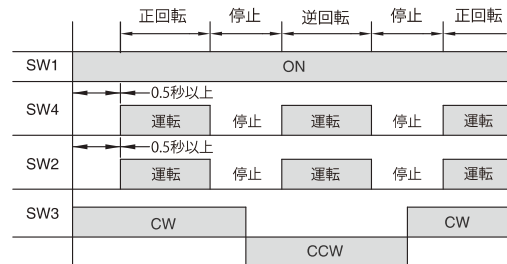 正回転 停止 逆回転 停止 正回転
SW1 ON
0.5秒以上
SW4 運転 停止 運転 停止 運転
0.5秒以上
SW2 運転 停止 運転 停止 運転
SW3 CW CW
CCW